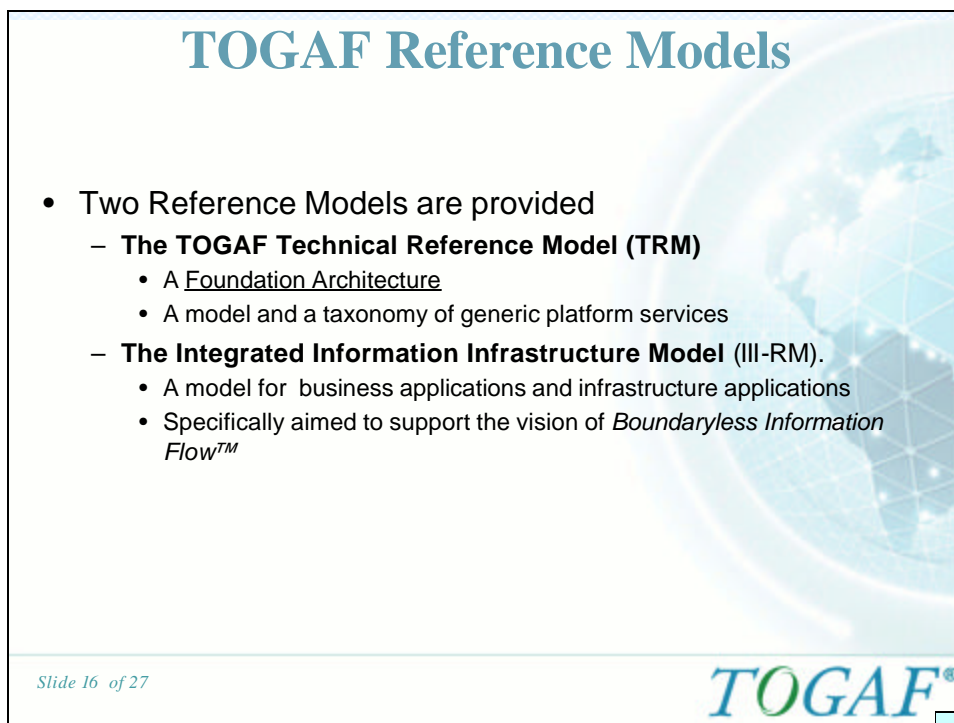 TOGAF Reference Models
• Two Reference Models are provided
– The TOGAF Technical Reference Model (TRM)
• A Foundation Architecture
• A model and a taxonomy of generic platform services
– The Integrated Information Infrastructure Model (III-RM).
• A model for business applications and infrastructure applications
• Specifically aimed to support the vision of Boundaryless Information
Flow™
Slide 16 of 27
TOGAF®